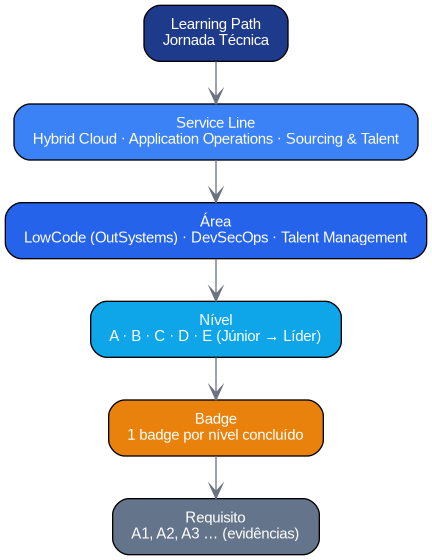 Learning Path
Jornada Técnica
Service Line
Hybrid Cloud · Application Operations · Sourcing & Talent
Área
LowCode (OutSystems) · DevSecOps · Talent Management
Nível
A · B · C · D · E (Júnior → Líder)
Badge
1 badge por nível concluído
Requisito
A1, A2, A3 … (evidências)